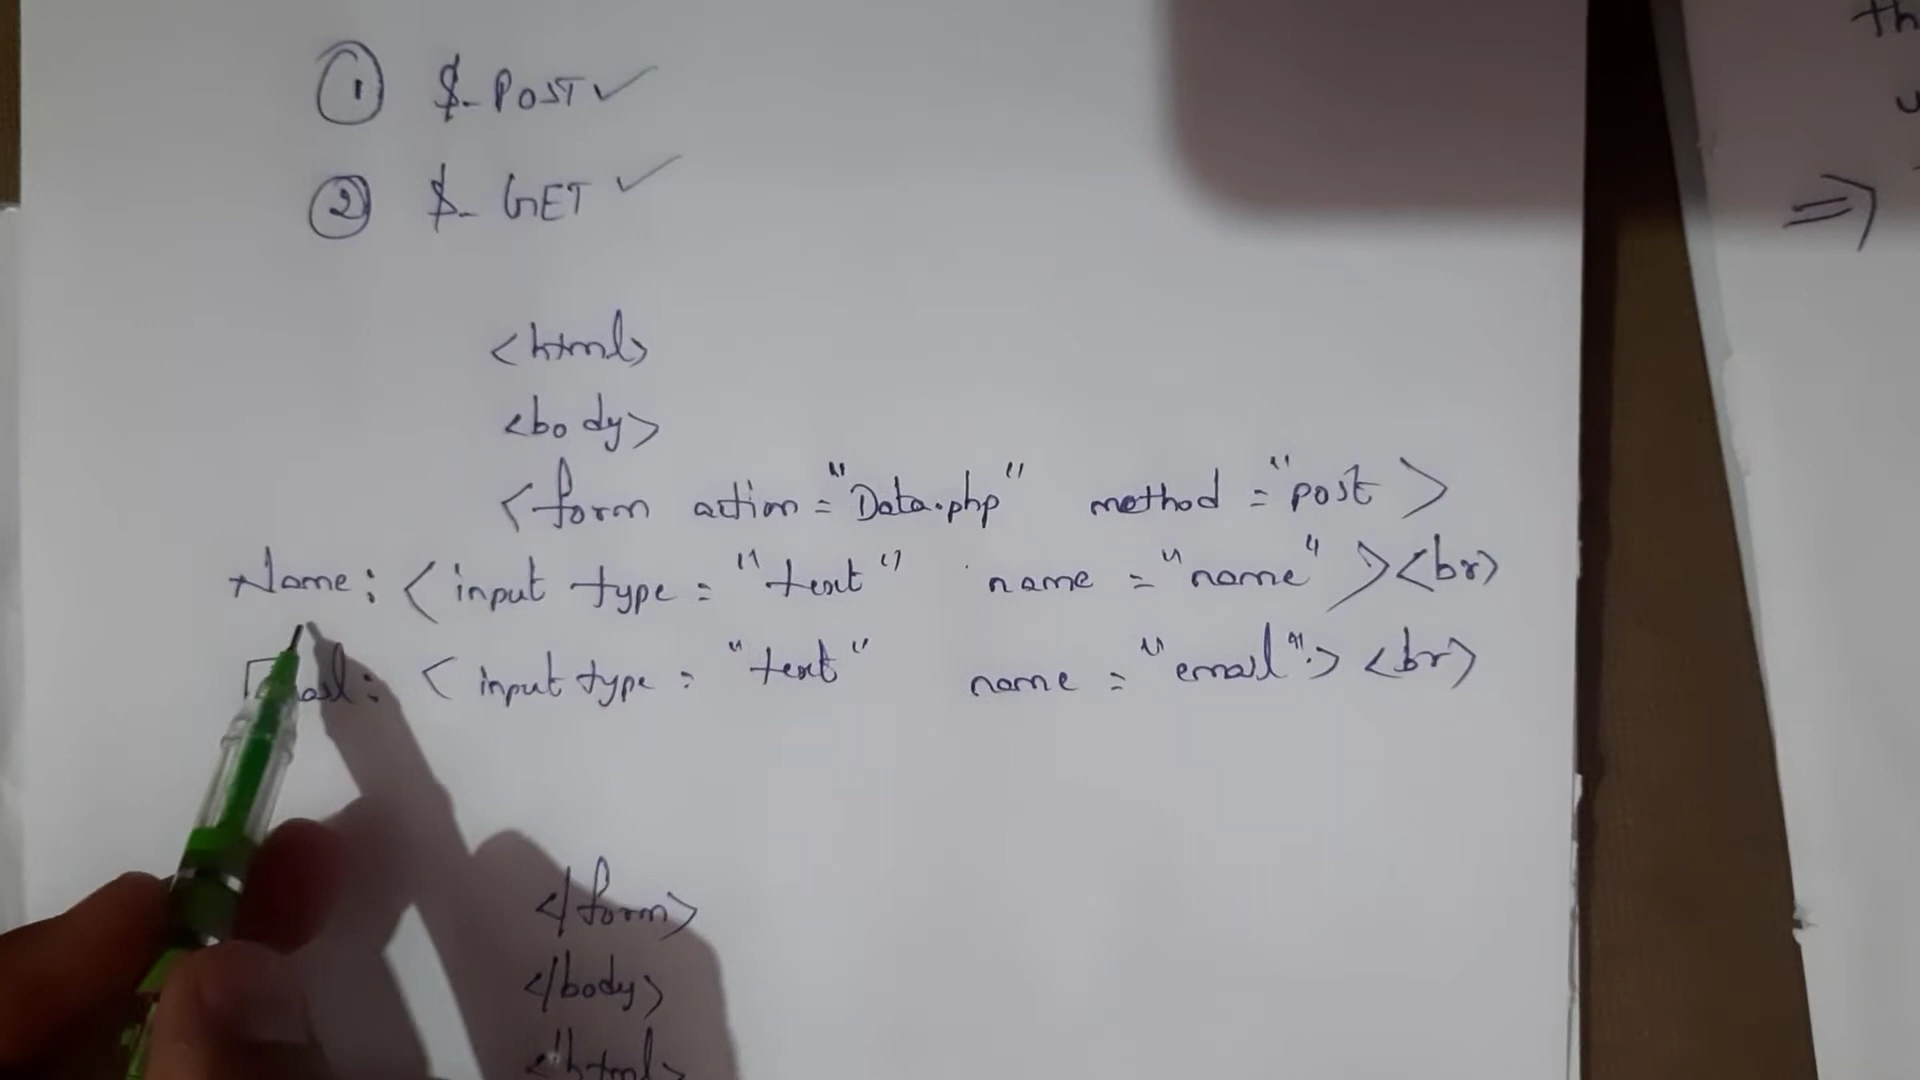 ① $_POST ✓
② $_GET ✓
<html>
<body>
<form action="Data.php" method="post>
Name: <input type="text" name="name"><br>
<input type="text" name="email"><br>
</form>
</body>
</html>
th
⇒